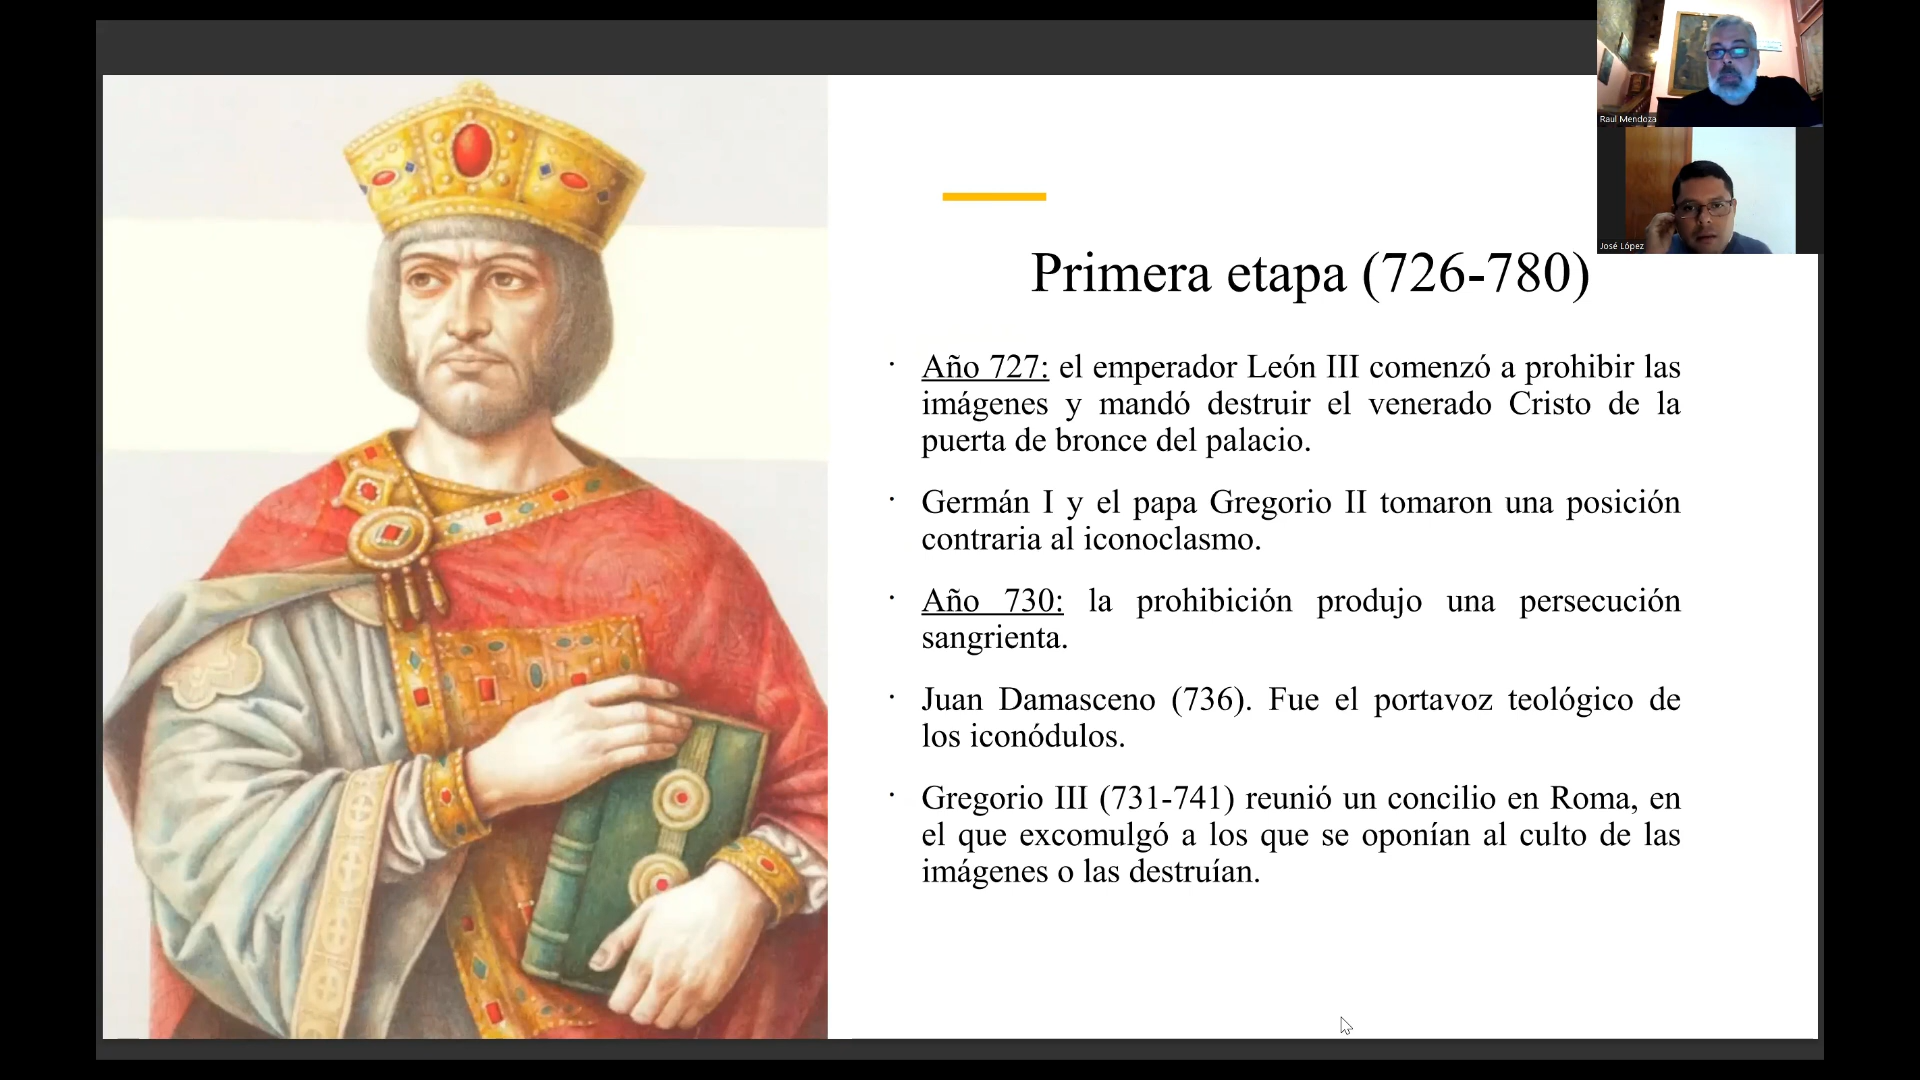 Raul Mendoza
José López
Primera etapa (726-780)
· Año 727: el emperador León III comenzó a prohibir las
imágenes y mandó destruir el venerado Cristo de la
puerta de bronce del palacio.
· Germán I y el papa Gregorio II tomaron una posición
contraria al iconoclasmo.
· Año 730: la prohibición produjo una persecución
sangrienta.
· Juan Damasceno (736). Fue el portavoz teológico de
los iconódulos.
· Gregorio III (731-741) reunió un concilio en Roma, en
el que excomulgó a los que se oponían al culto de las
imágenes o las destruían.